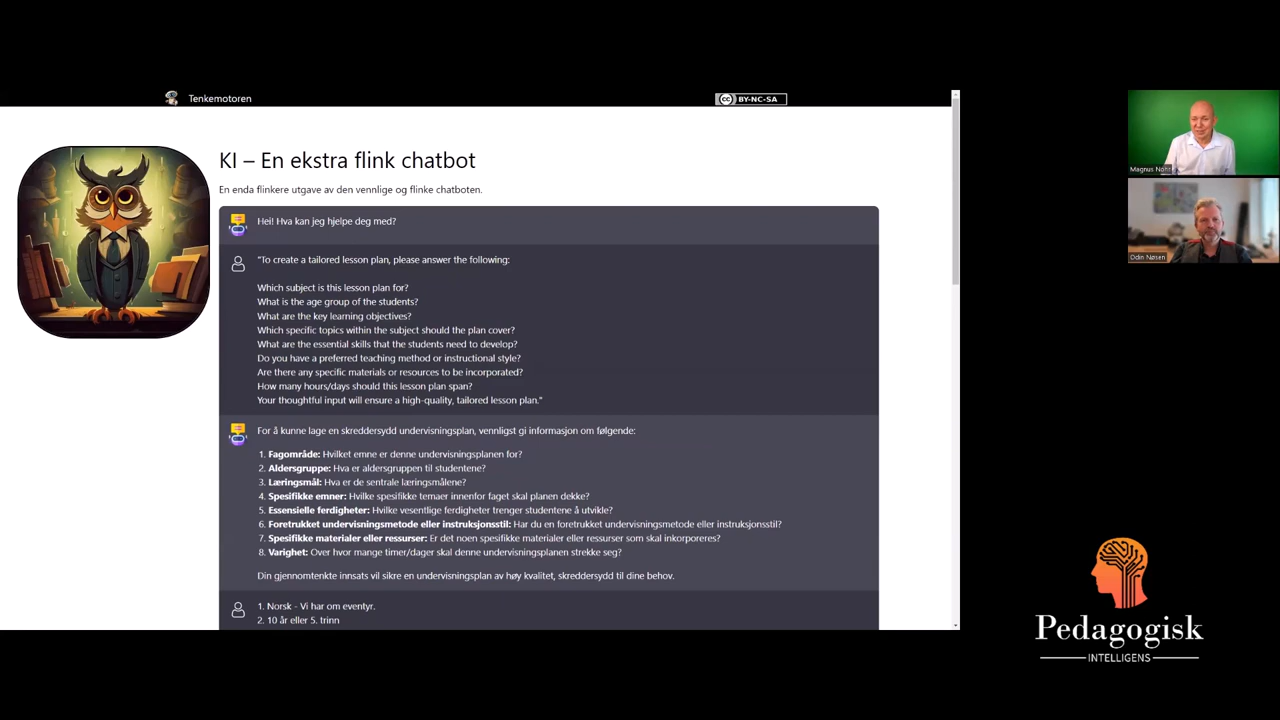 Tenkemotoren
CC BY-NC-SA
KI – En ekstra flink chatbot
En enda flinkere utgave av den vennlige og flinke chatboten.
Hei! Hva kan jeg hjelpe deg med?
"To create a tailored lesson plan, please answer the following:
Which subject is this lesson plan for?
What is the age group of the students?
What are the key learning objectives?
Which specific topics within the subject should the plan cover?
What are the essential skills that the students need to develop?
Do you have a preferred teaching method or instructional style?
Are there any specific materials or resources to be incorporated?
How many hours/days should this lesson plan span?
Your thoughtful input will ensure a high-quality, tailored lesson plan."
For å kunne lage en skreddersydd undervisningsplan, vennligst gi informasjon om følgende:
1. Fagområde: Hvilket emne er denne undervisningsplanen for?
2. Aldersgruppe: Hva er aldersgruppen til studentene?
3. Læringsmål: Hva er de sentrale læringsmålene?
4. Spesifikke emner: Hvilke spesifikke temaer innenfor faget skal planen dekke?
5. Essensielle ferdigheter: Hvilke vesentlige ferdigheter trenger studentene å utvikle?
6. Foretrukket undervisningsmetode eller instruksjonsstil: Har du en foretrukket undervisningsmetode eller instruksjonsstil?
7. Spesifikke materialer eller ressurser: Er det noen spesifikke materialer eller ressurser som skal inkorporeres?
8. Varighet: Over hvor mange timer/dager skal denne undervisningsplanen strekke seg?
Din gjennomtenkte innsats vil sikre en undervisningsplan av høy kvalitet, skreddersydd til dine behov.
1. Norsk - Vi har om eventyr.
2. 10 år eller 5. trinn
Magnus Nohr
Odin Nøsen
Pedagogisk
INTELLIGENS